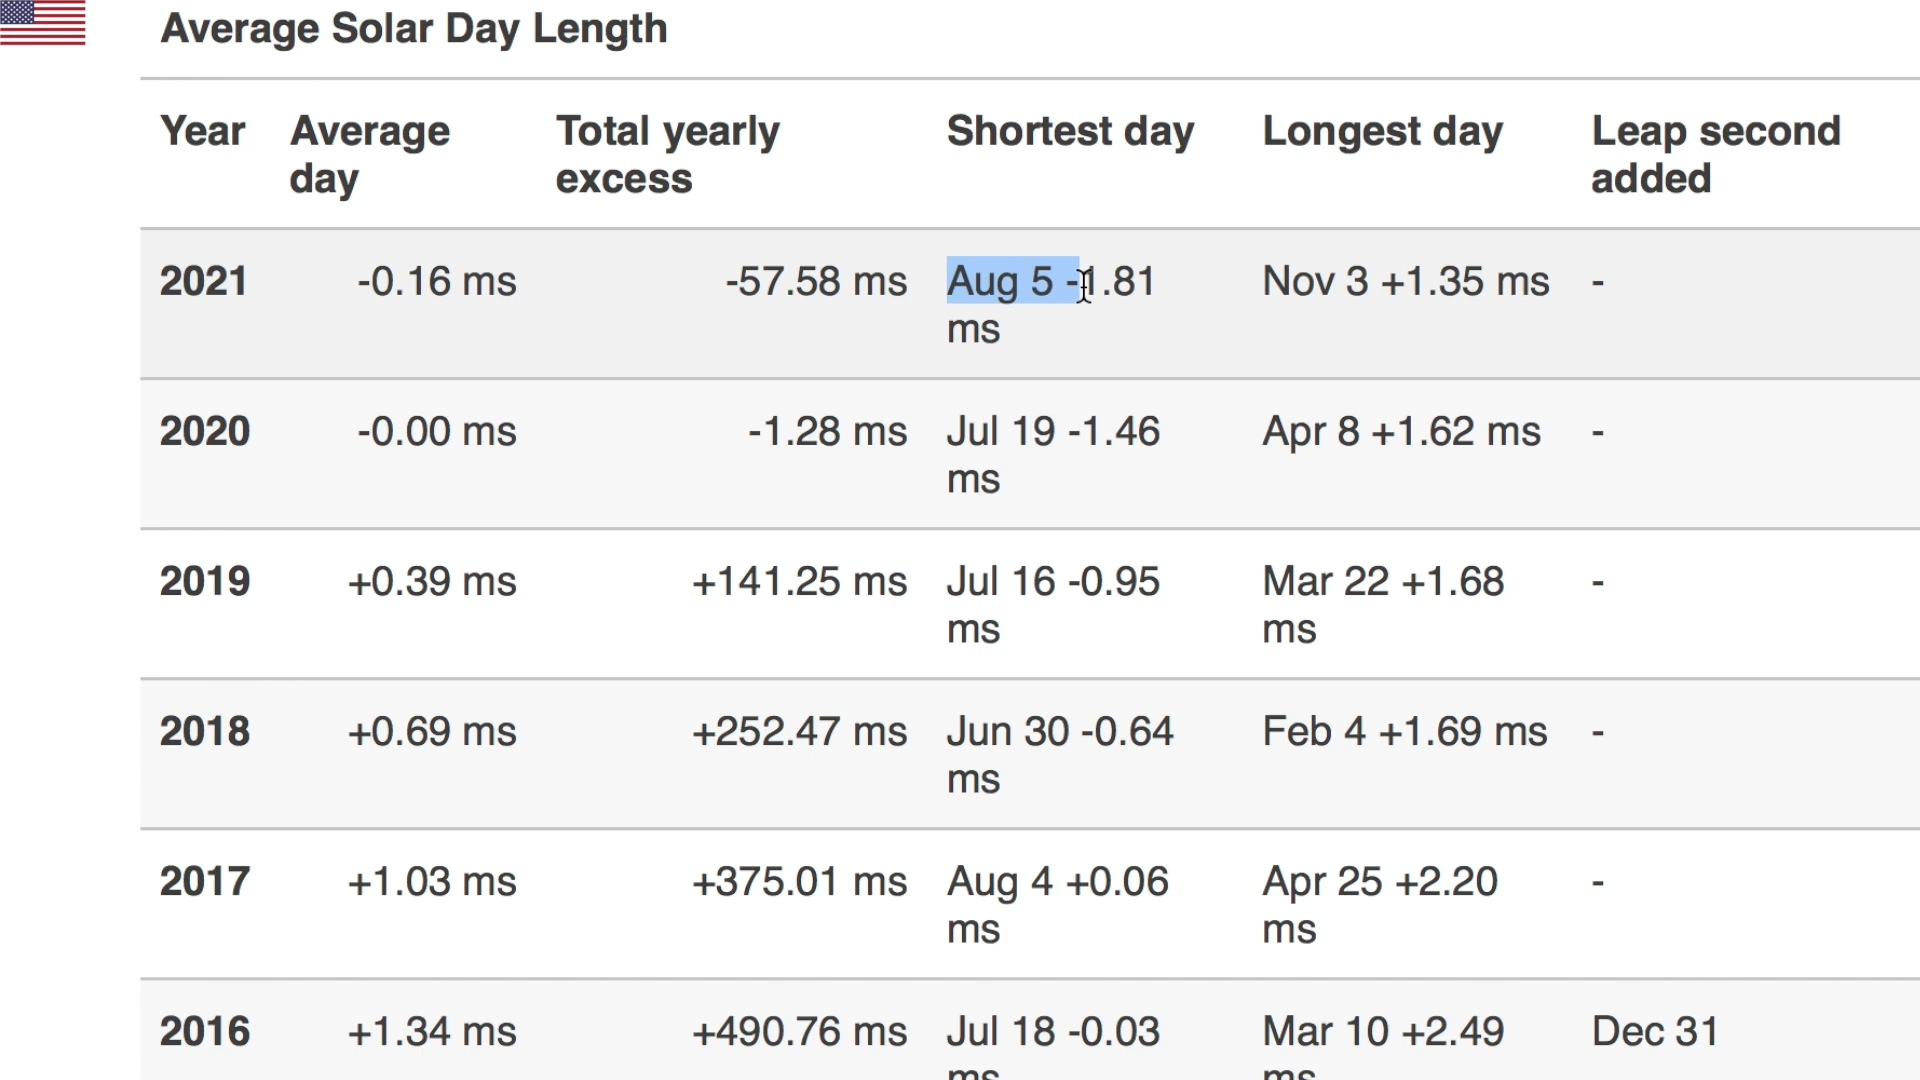 Average Solar Day Length
Year Average day Total yearly excess Shortest day Longest day Leap second added
2021 -0.16 ms -57.58 ms Aug 5 -1.81 ms Nov 3 +1.35 ms -
2020 -0.00 ms -1.28 ms Jul 19 -1.46 ms Apr 8 +1.62 ms -
2019 +0.39 ms +141.25 ms Jul 16 -0.95 ms Mar 22 +1.68 ms -
2018 +0.69 ms +252.47 ms Jun 30 -0.64 ms Feb 4 +1.69 ms -
2017 +1.03 ms +375.01 ms Aug 4 +0.06 ms Apr 25 +2.20 ms -
2016 +1.34 ms +490.76 ms Jul 18 -0.03 ms Mar 10 +2.49 ms Dec 31